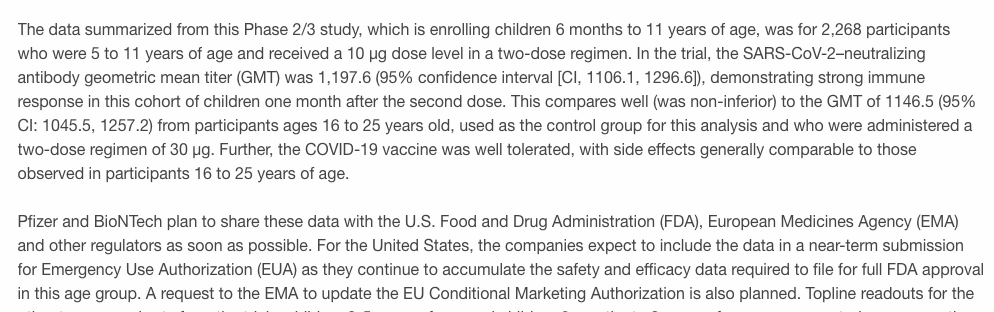 The data summarized from this Phase 2/3 study, which is enrolling children 6 months to 11 years of age, was for 2,268 participants
who were 5 to 11 years of age and received a 10 µg dose level in a two-dose regimen. In the trial, the SARS-CoV-2–neutralizing
antibody geometric mean titer (GMT) was 1,197.6 (95% confidence interval [CI, 1106.1, 1296.6]), demonstrating strong immune
response in this cohort of children one month after the second dose. This compares well (was non-inferior) to the GMT of 1146.5 (95%
CI: 1045.5, 1257.2) from participants ages 16 to 25 years old, used as the control group for this analysis and who were administered a
two-dose regimen of 30 µg. Further, the COVID-19 vaccine was well tolerated, with side effects generally comparable to those
observed in participants 16 to 25 years of age.
Pfizer and BioNTech plan to share these data with the U.S. Food and Drug Administration (FDA), European Medicines Agency (EMA)
and other regulators as soon as possible. For the United States, the companies expect to include the data in a near-term submission
for Emergency Use Authorization (EUA) as they continue to accumulate the safety and efficacy data required to file for full FDA approval
in this age group. A request to the EMA to update the EU Conditional Marketing Authorization is also planned. Topline readouts for the